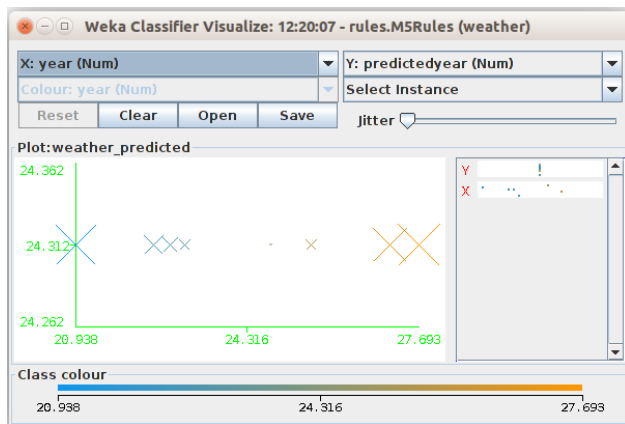 Weka Classifier Visualize: 12:20:07 - rules.M5Rules (weather)
X: year (Num) Y: predictedyear (Num)
Colour: year (Num) Select Instance
Reset Clear Open Save Jitter
Plot:weather_predicted
24.362
24.312
24.262
20.938 24.316 27.693
Y
X
Class colour
20.938 24.316 27.693